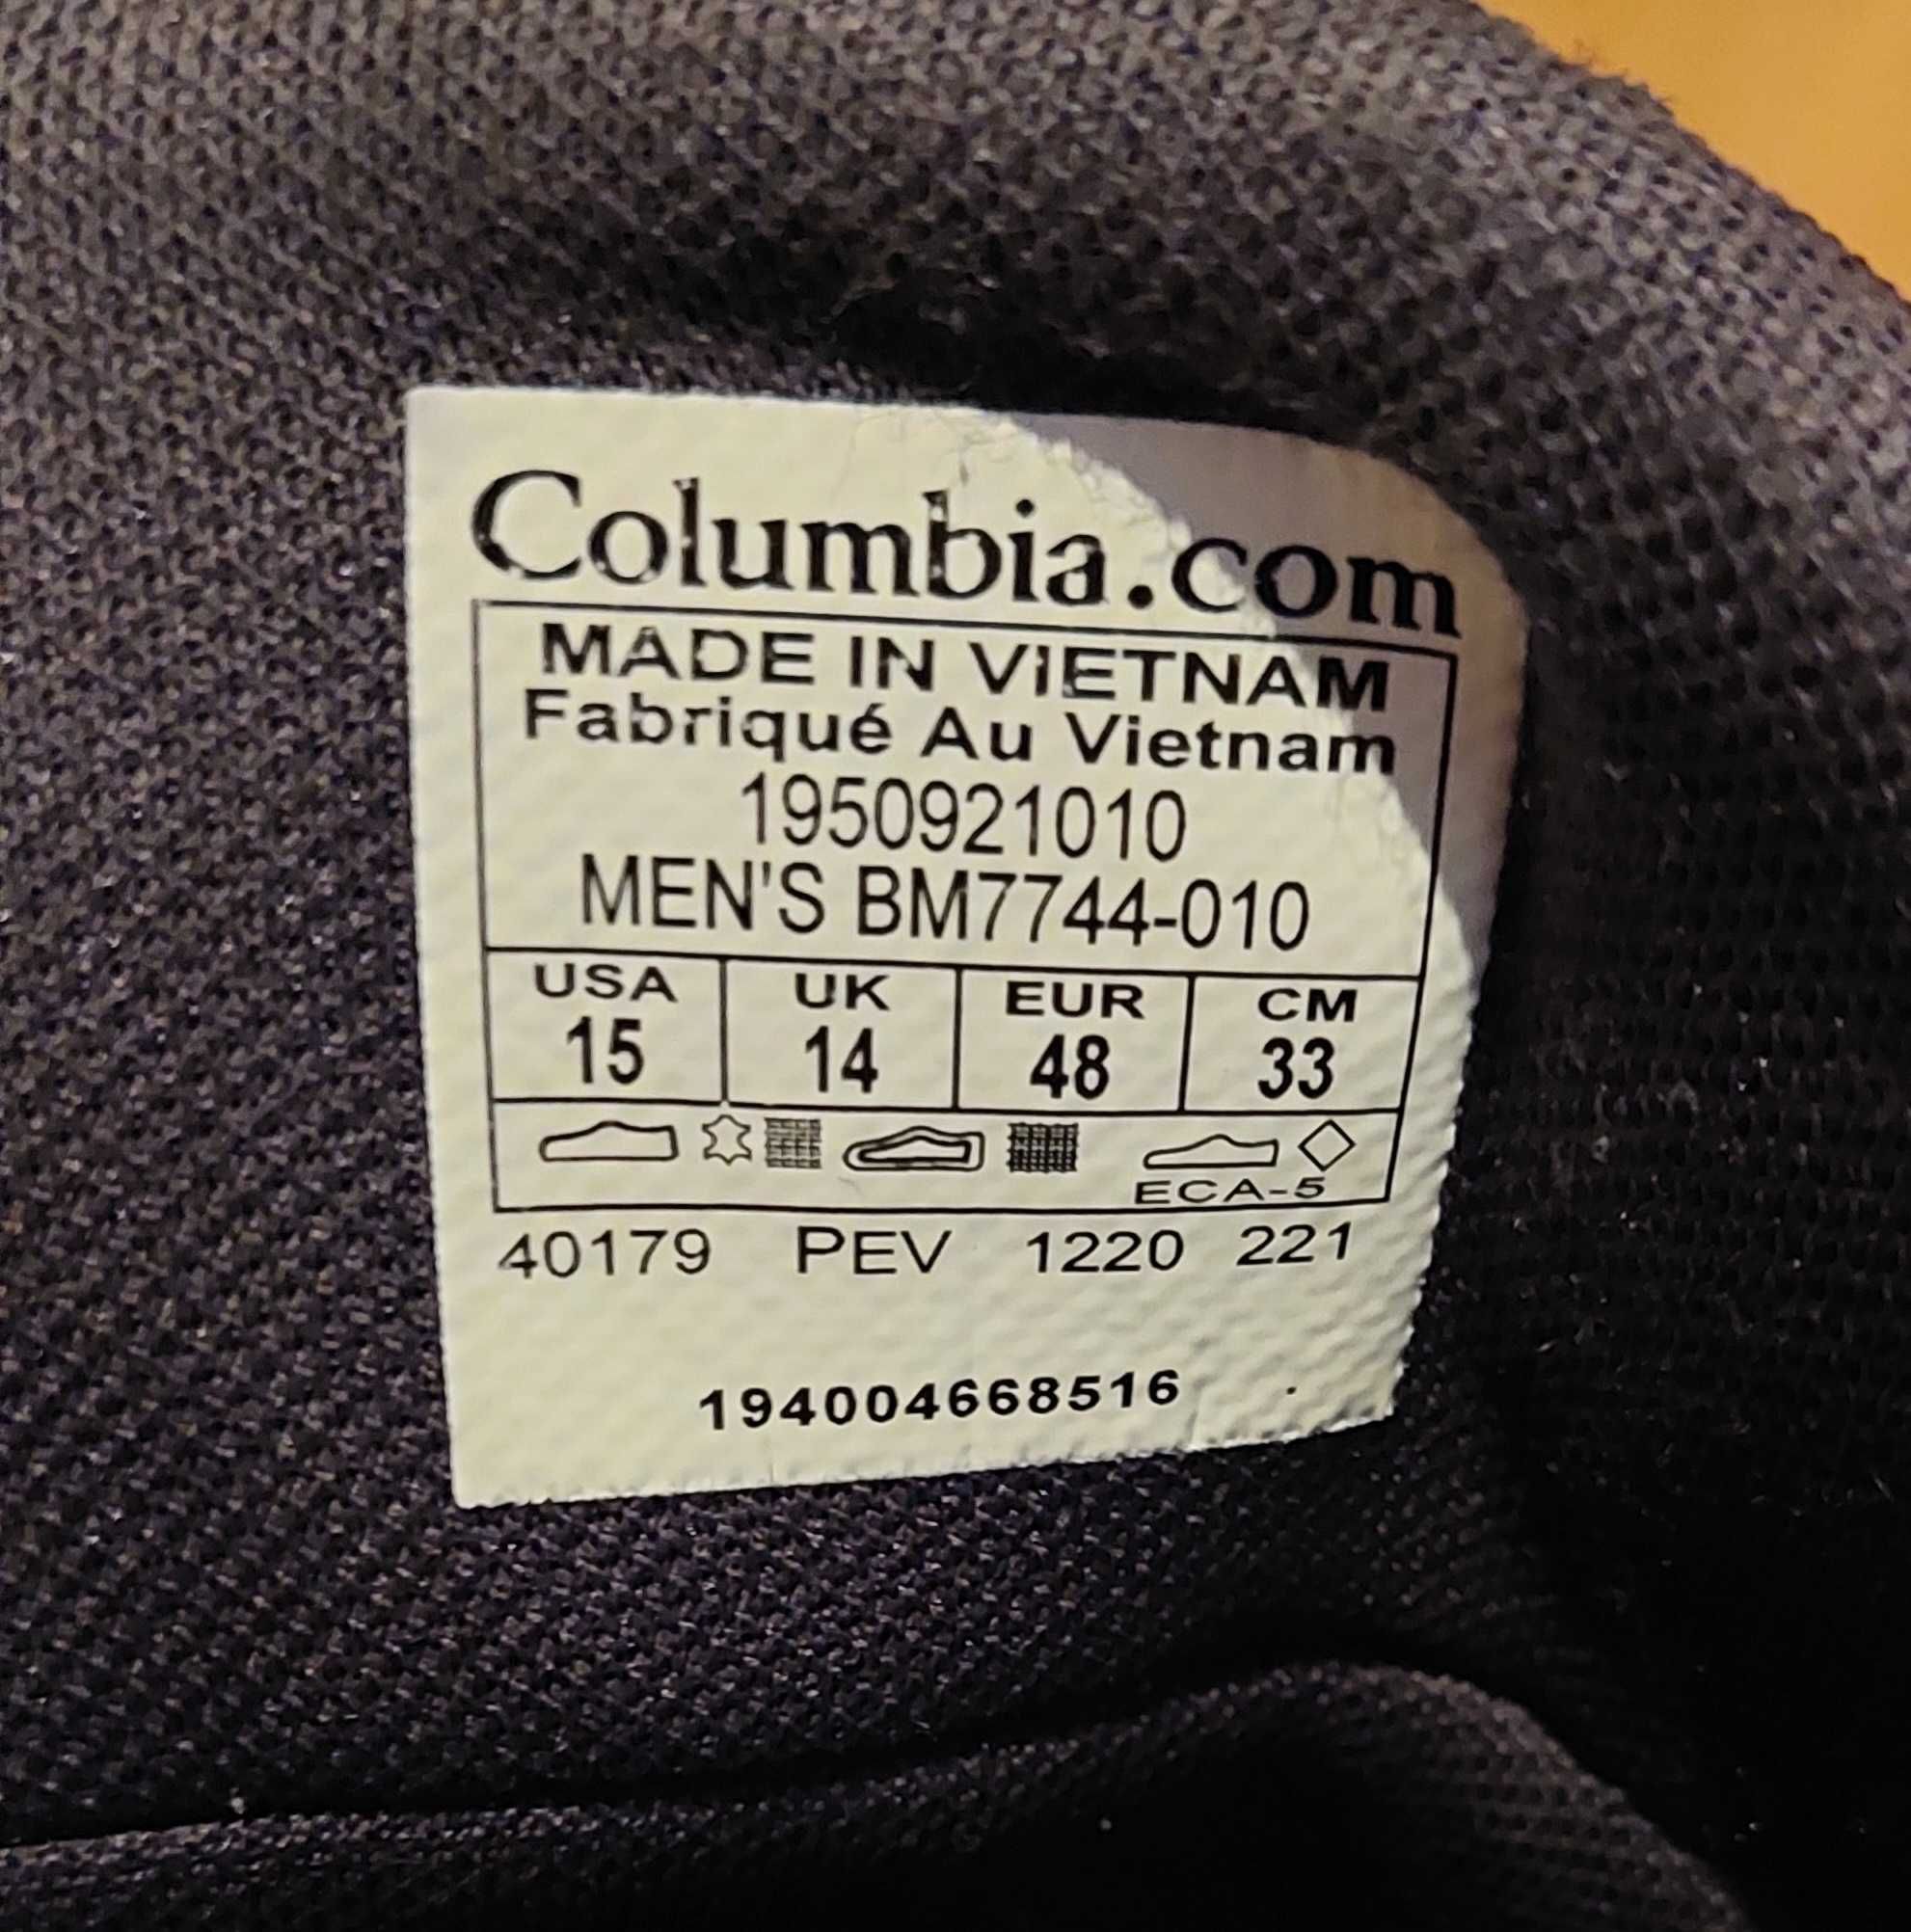 Columbia.com
MADE IN VIETNAM
Fabriqué Au Vietnam
1950921010
MEN'S BM7744-010
USA UK EUR CM
15 14 48 33
ECA-5
40179 PEV 1220 221
194004668516